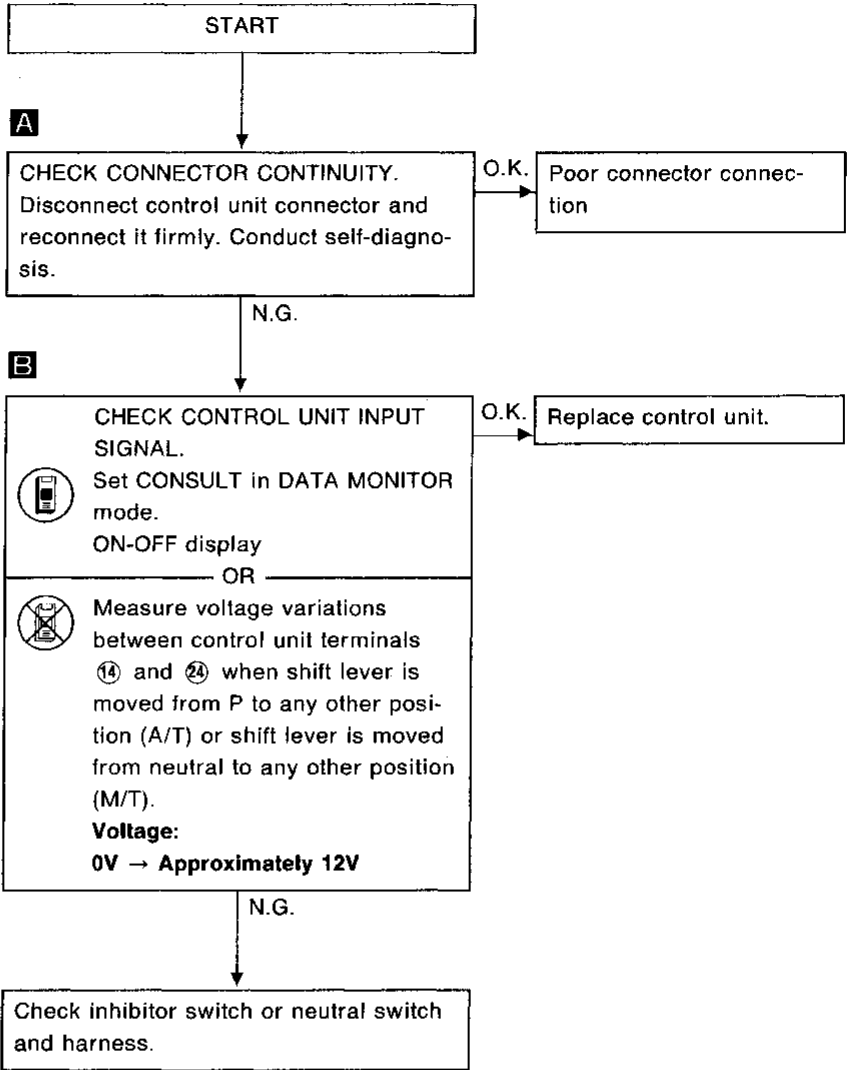 START
A
CHECK CONNECTOR CONTINUITY.
Disconnect control unit connector and
reconnect it firmly. Conduct self-diagno-
sis.
O.K.
Poor connector connec-
tion
N.G.
B
CHECK CONTROL UNIT INPUT
SIGNAL.
Set CONSULT in DATA MONITOR
mode.
ON-OFF display
O.K.
Replace control unit.
OR
Measure voltage variations
between control unit terminals
⑭ and ㉔ when shift lever is
moved from P to any other posi-
tion (A/T) or shift lever is moved
from neutral to any other position
(M/T).
Voltage:
0V → Approximately 12V
N.G.
Check inhibitor switch or neutral switch
and harness.